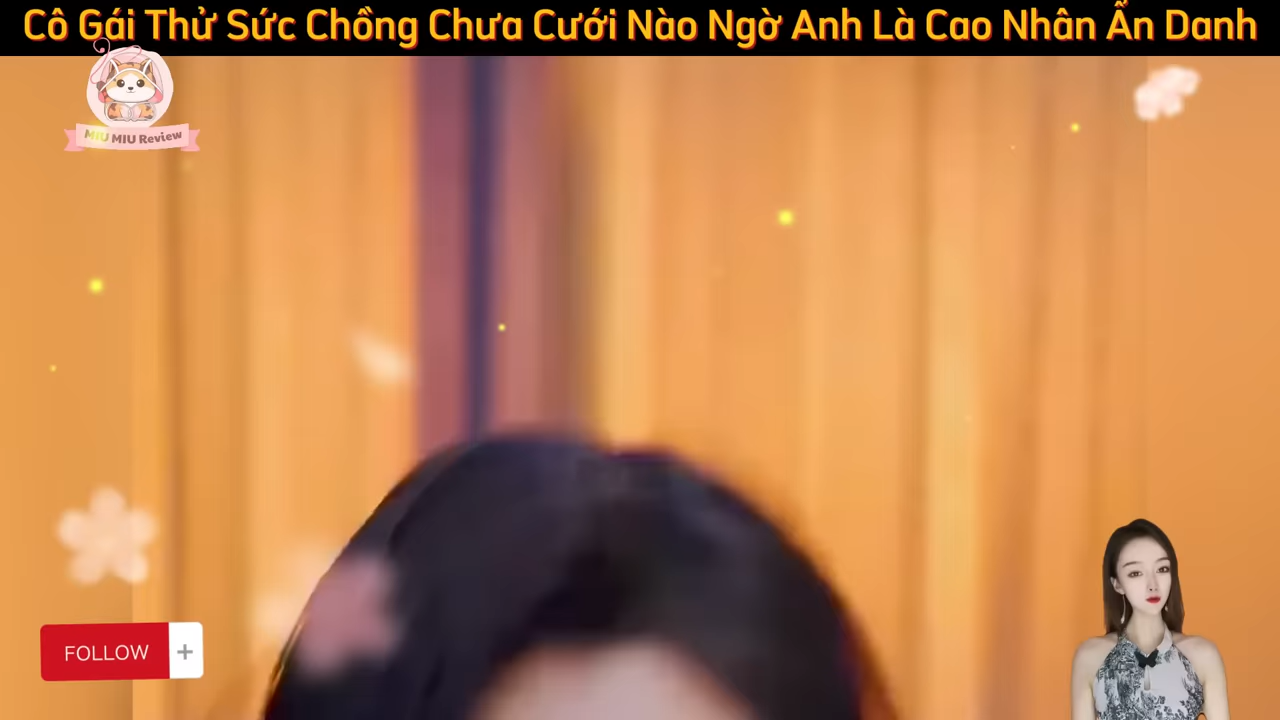 Cô Gái Thử Sức Chồng Chưa Cưới Nào Ngờ Anh Là Cao Nhân Ẩn Danh
MIU MIU Review
FOLLOW +